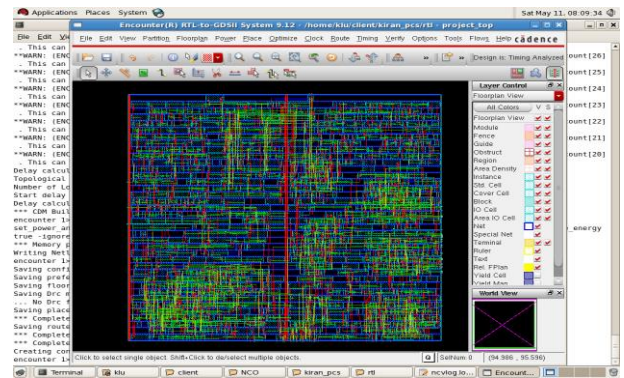 Applications Places System
Sat May 11, 08:09:34
Encounter(R) RTL-to-GDSII System 9.12 - /home/klu/client/kiran_pcs/rtl - project_top
File Edit Vi
File Edit View Partition Floorplan Power Place Optimize Clock Route Timing Verify Options Tools Flows Help cādence
Design is: Timing Analyzed
. This can
**WARN: (ENC
ount[26]
. This can
**WARN: (ENC
ount[25]
. This can
**WARN: (ENC
ount[24]
. This can
**WARN: (ENC
ount[23]
. This can
**WARN: (ENC
ount[22]
. This can
**WARN: (ENC
ount[21]
. This can
**WARN: (ENC
ount[20]
. This can
Delay calcul
Topological
Number of Lo
Start delay
Delay calcul
*** CDM Buil
encounter 1>
set_power_an
y_energy
true -ignore
*** Memory p
Writing Netl
encounter 1>
Saving confi
Saving prefe
Saving floor
Saving Drc m
... No Drc f
Saving place
*** Complete
Saving route
*** Complete
*** Complete
Creating con
encounter 1>
Layer Control
Floorplan View
All Colors V S
Floorplan View
Module
Fence
Guide
Obstruct
Region
Area Density
Instance
Std. Cell
Cover Cell
Block
IO Cell
Area IO Cell
Net
Special Net
Terminal
Ruler
Text
Rel. FPlan
Yield Cell
Yield Map
World View
Click to select single object. Shift+Click to de/select multiple objects.
Q SelNum: 0 (94.986 , 95.596)
Terminal klu client NCO kiran_pcs rtl ncvlog.lo... Encount...